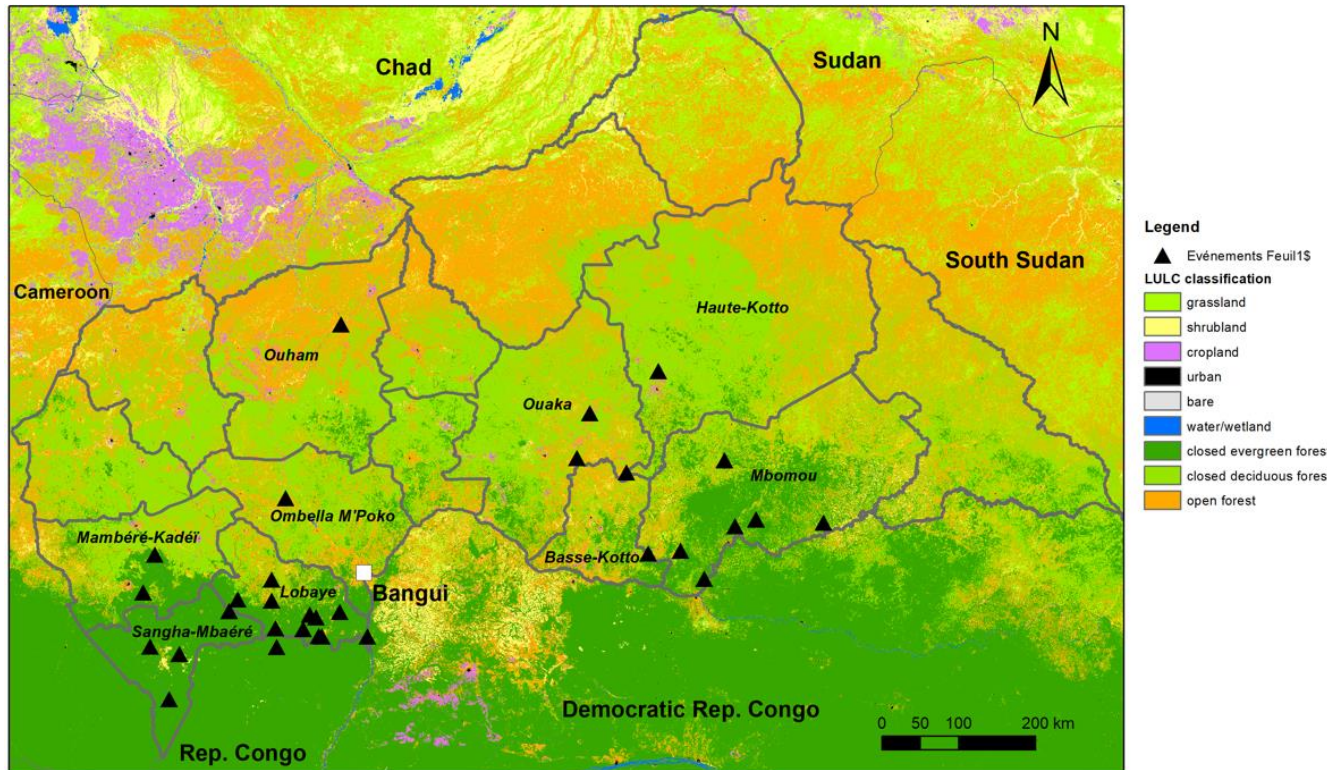 Chad
Sudan
N
Cameroon
South Sudan
Haute-Kotto
Ouham
Ouaka
Mbomou
Ombella M'Poko
Mambéré-Kadéï
Basse-Kotto
Lobaye
Bangui
Sangha-Mbaéré
Democratic Rep. Congo
Rep. Congo
0 50 100 200 km
Legend
Evénements Feuil1$
LULC classification
grassland
shrubland
cropland
urban
bare
water/wetland
closed evergreen fores
closed deciduous fores
open forest